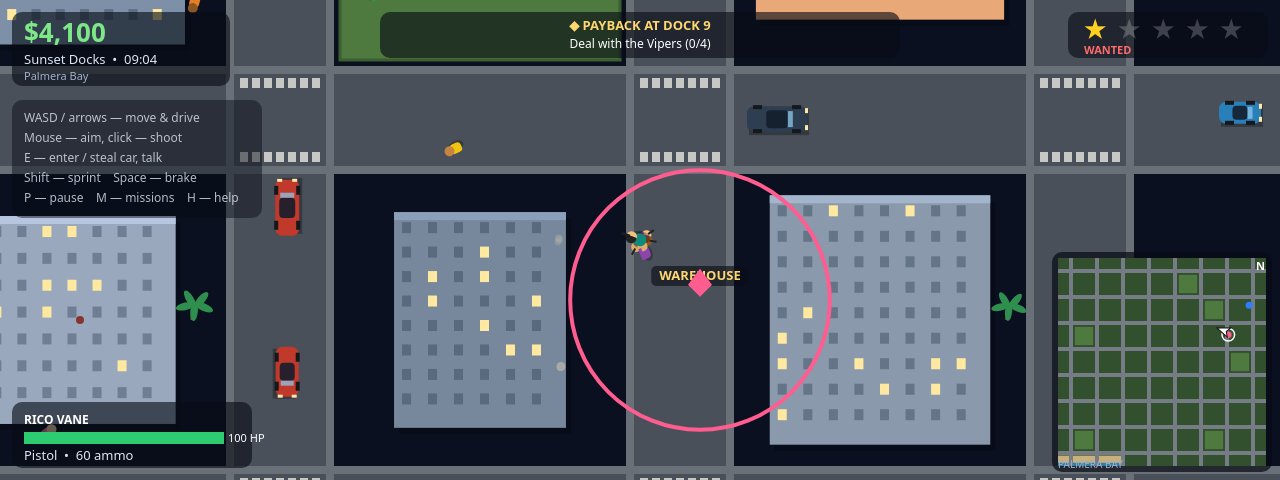 $4,100
Sunset Docks • 09:04
Palmera Bay
◆ PAYBACK AT DOCK 9
Deal with the Vipers (0/4)
WANTED
WASD / arrows — move & drive
Mouse — aim, click — shoot
E — enter / steal car, talk
Shift — sprint Space — brake
P — pause M — missions H — help
WAREHOUSE
N
RICO VANE
100 HP
Pistol • 60 ammo
PALMERA BAY